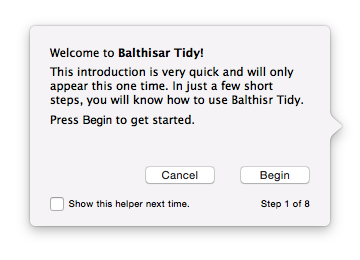 Welcome to Balthisar Tidy!
This introduction is very quick and will only
appear this one time. In just a few short
steps, you will know how to use Balthisr Tidy.
Press Begin to get started.
Cancel
Begin
Show this helper next time.
Step 1 of 8